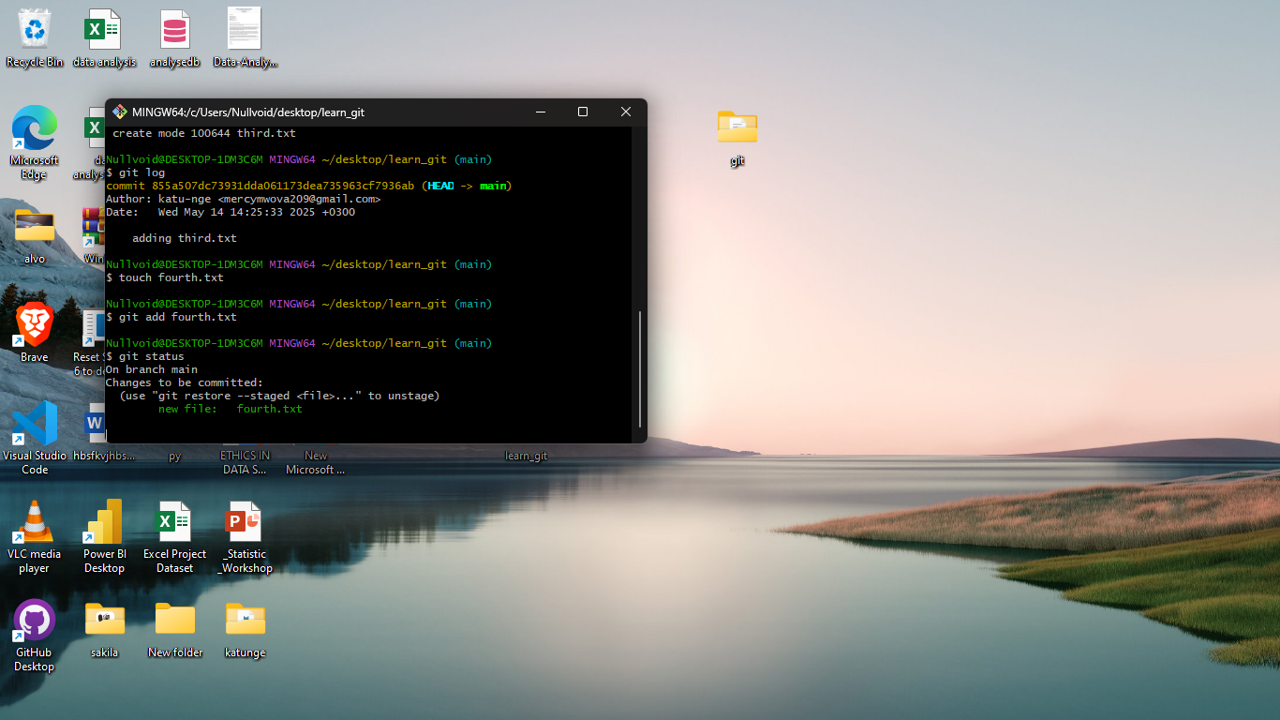 Recycle Bin
data analysis
analysedb
Data-Analy...
Microsoft
Edge
alvo
Brave
Visual Studio
Code
VLC media
player
GitHub
Desktop
Reset S
6 to de
hbsfkvjhbs...
py
ETHICS IN
DATA S...
New
Microsoft ...
learn_git
Power BI
Desktop
Excel Project
Dataset
_Statistic
_Workshop
sakila
New folder
katunge
git
MINGW64:/c/Users/Nullvoid/desktop/learn_git
create mode 100644 third.txt
Nullvoid@DESKTOP-1DM3C6M MINGW64 ~/desktop/learn_git (main)
$ git log
commit 855a507dc73931dda061173dea735963cf7936ab (HEAD -> main)
Author: katu-nge <mercymwova209@gmail.com>
Date:   Wed May 14 14:25:33 2025 +0300
adding third.txt
Nullvoid@DESKTOP-1DM3C6M MINGW64 ~/desktop/learn_git (main)
$ touch fourth.txt
Nullvoid@DESKTOP-1DM3C6M MINGW64 ~/desktop/learn_git (main)
$ git add fourth.txt
Nullvoid@DESKTOP-1DM3C6M MINGW64 ~/desktop/learn_git (main)
$ git status
On branch main
Changes to be committed:
(use "git restore --staged <file>..." to unstage)
new file:   fourth.txt